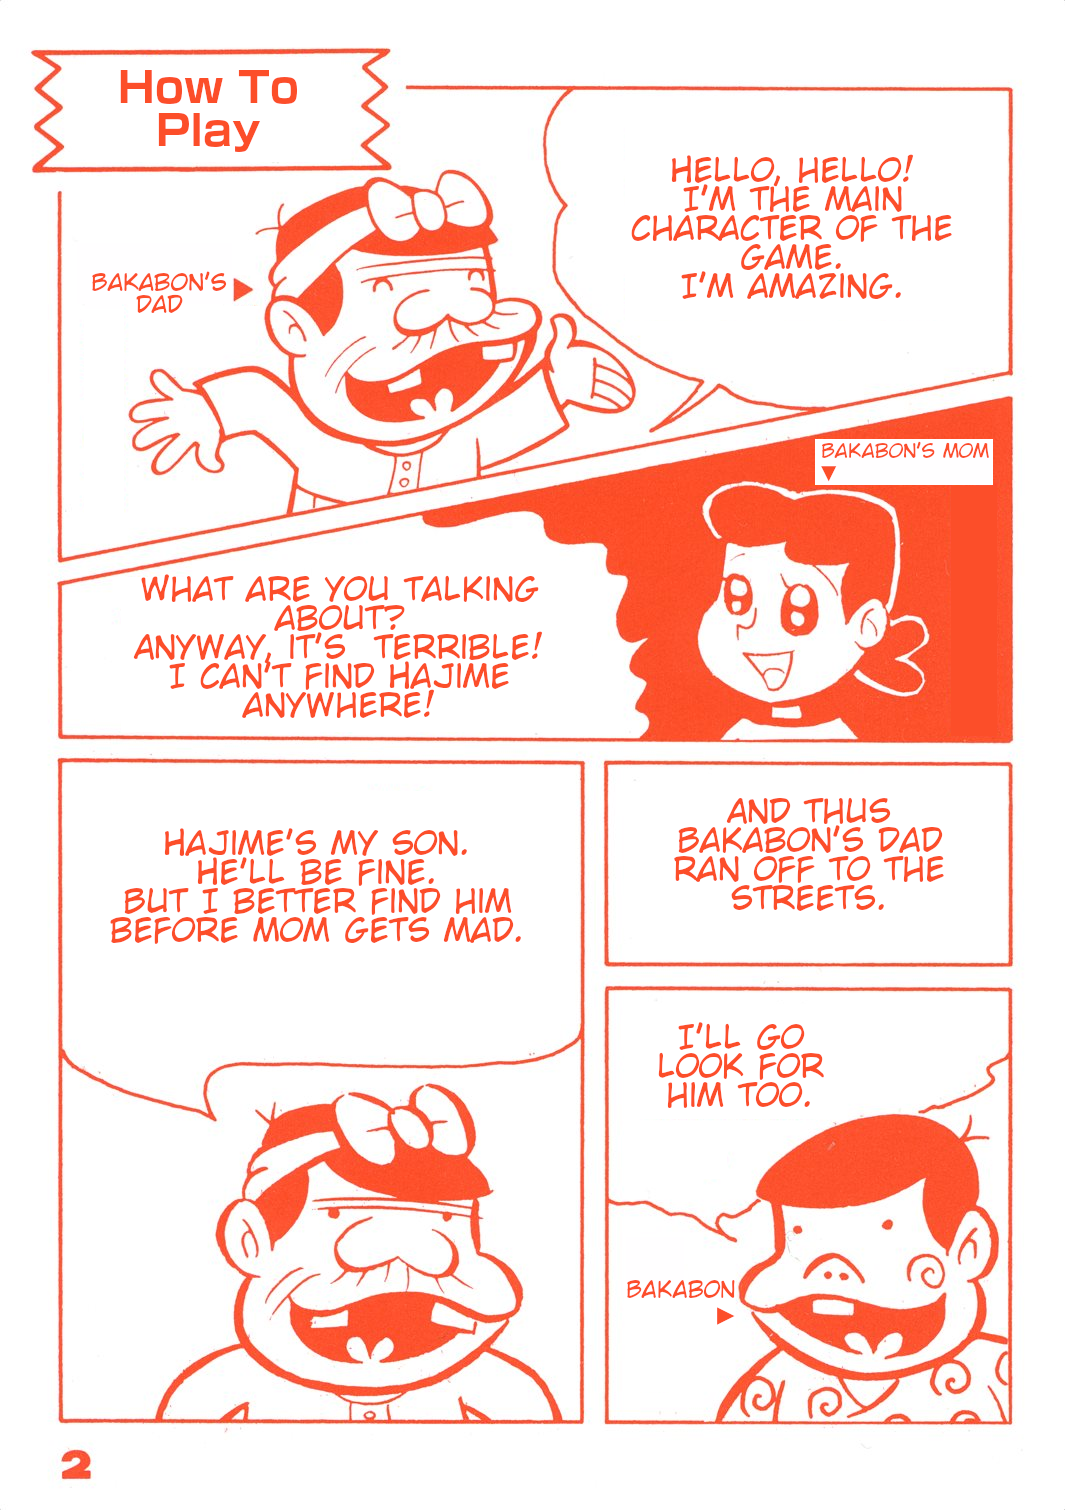 How To
Play
HELLO, HELLO!
I'M THE MAIN
CHARACTER OF THE
GAME.
I'M AMAZING.
BAKABON'S
DAD
BAKABON'S MOM
WHAT ARE YOU TALKING
ABOUT?
ANYWAY, IT'S TERRIBLE!
I CAN'T FIND HAJIME
ANYWHERE!
HAJIME'S MY SON.
HE'LL BE FINE.
BUT I BETTER FIND HIM
BEFORE MOM GETS MAD.
AND THUS
BAKABON'S DAD
RAN OFF TO THE
STREETS.
I'LL GO
LOOK FOR
HIM TOO.
BAKABON
2